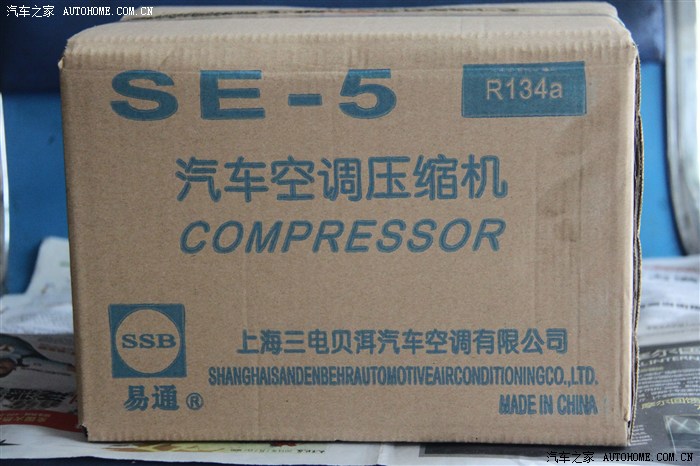 汽车之家 AUTOHOME.COM.CN
SE-5
R134a
汽车空调压缩机
COMPRESSOR
SSB
易通®
上海三电贝洱汽车空调有限公司
SHANGHAISANDENBEHRAUTOMOTIVEAIRCONDITIONINGCO.,LTD.
MADE IN CHINA
汽车之家 AUTOHOME.COM.CN